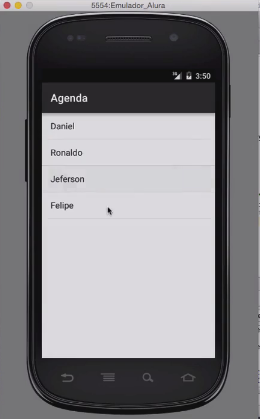 5554:Emulador_Alura
3:50
Agenda
Daniel
Ronaldo
Jeferson
Felipe